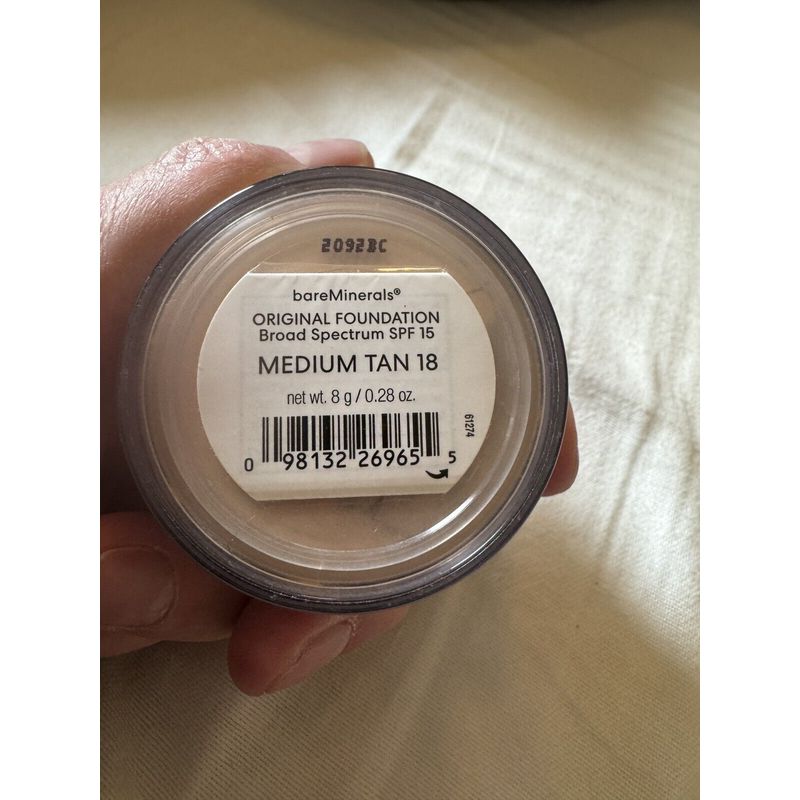 2092BC
bareMinerals®
ORIGINAL FOUNDATION
Broad Spectrum SPF 15
MEDIUM TAN 18
net wt. 8 g / 0.28 oz.
61274
0 98132 26965 5